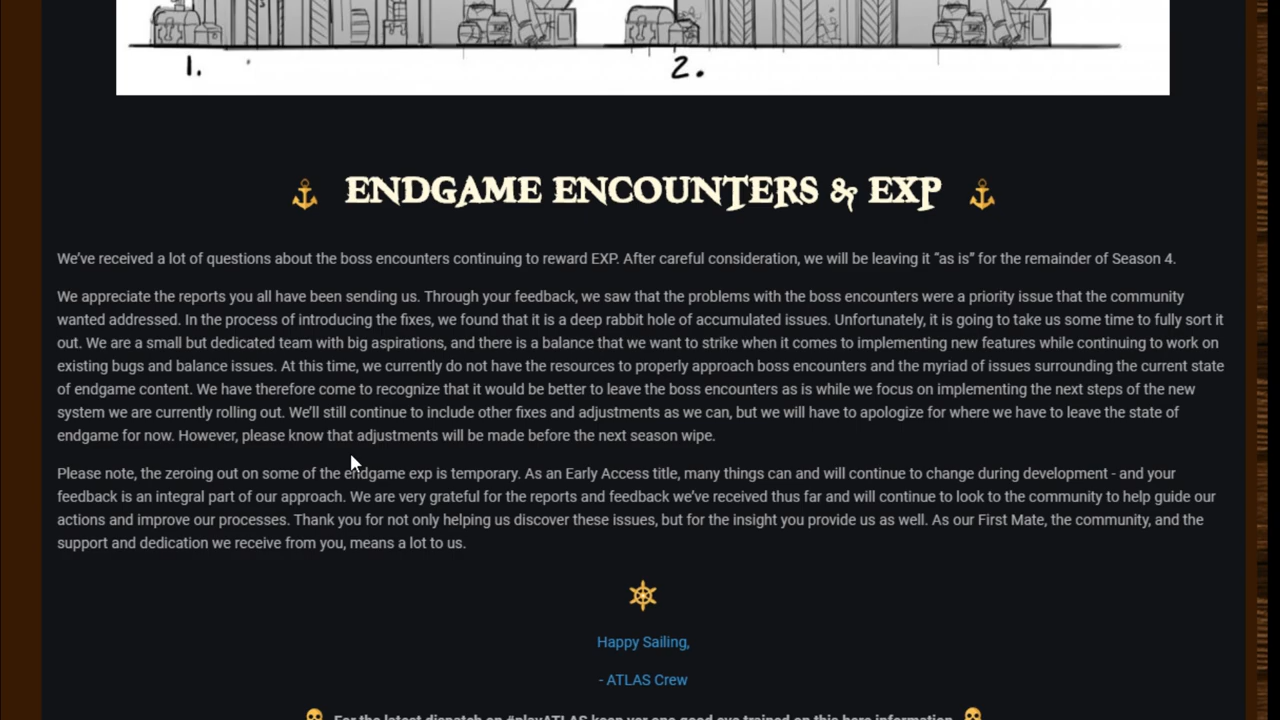 1.
2.
ENDGAME ENCOUNTERS & EXP
We've received a lot of questions about the boss encounters continuing to reward EXP. After careful consideration, we will be leaving it "as is" for the remainder of Season 4.
We appreciate the reports you all have been sending us. Through your feedback, we saw that the problems with the boss encounters were a priority issue that the community
wanted addressed. In the process of introducing the fixes, we found that it is a deep rabbit hole of accumulated issues. Unfortunately, it is going to take us some time to fully sort it
out. We are a small but dedicated team with big aspirations, and there is a balance that we want to strike when it comes to implementing new features while continuing to work on
existing bugs and balance issues. At this time, we currently do not have the resources to properly approach boss encounters and the myriad of issues surrounding the current state
of endgame content. We have therefore come to recognize that it would be better to leave the boss encounters as is while we focus on implementing the next steps of the new
system we are currently rolling out. We'll still continue to include other fixes and adjustments as we can, but we will have to apologize for where we have to leave the state of
endgame for now. However, please know that adjustments will be made before the next season wipe.
Please note, the zeroing out on some of the endgame exp is temporary. As an Early Access title, many things can and will continue to change during development - and your
feedback is an integral part of our approach. We are very grateful for the reports and feedback we've received thus far and will continue to look to the community to help guide our
actions and improve our processes. Thank you for not only helping us discover these issues, but for the insight you provide us as well. As our First Mate, the community, and the
support and dedication we receive from you, means a lot to us.
Happy Sailing,
- ATLAS Crew
For the latest dispatch on #playATLAS keep yer one good eye trained on this here information